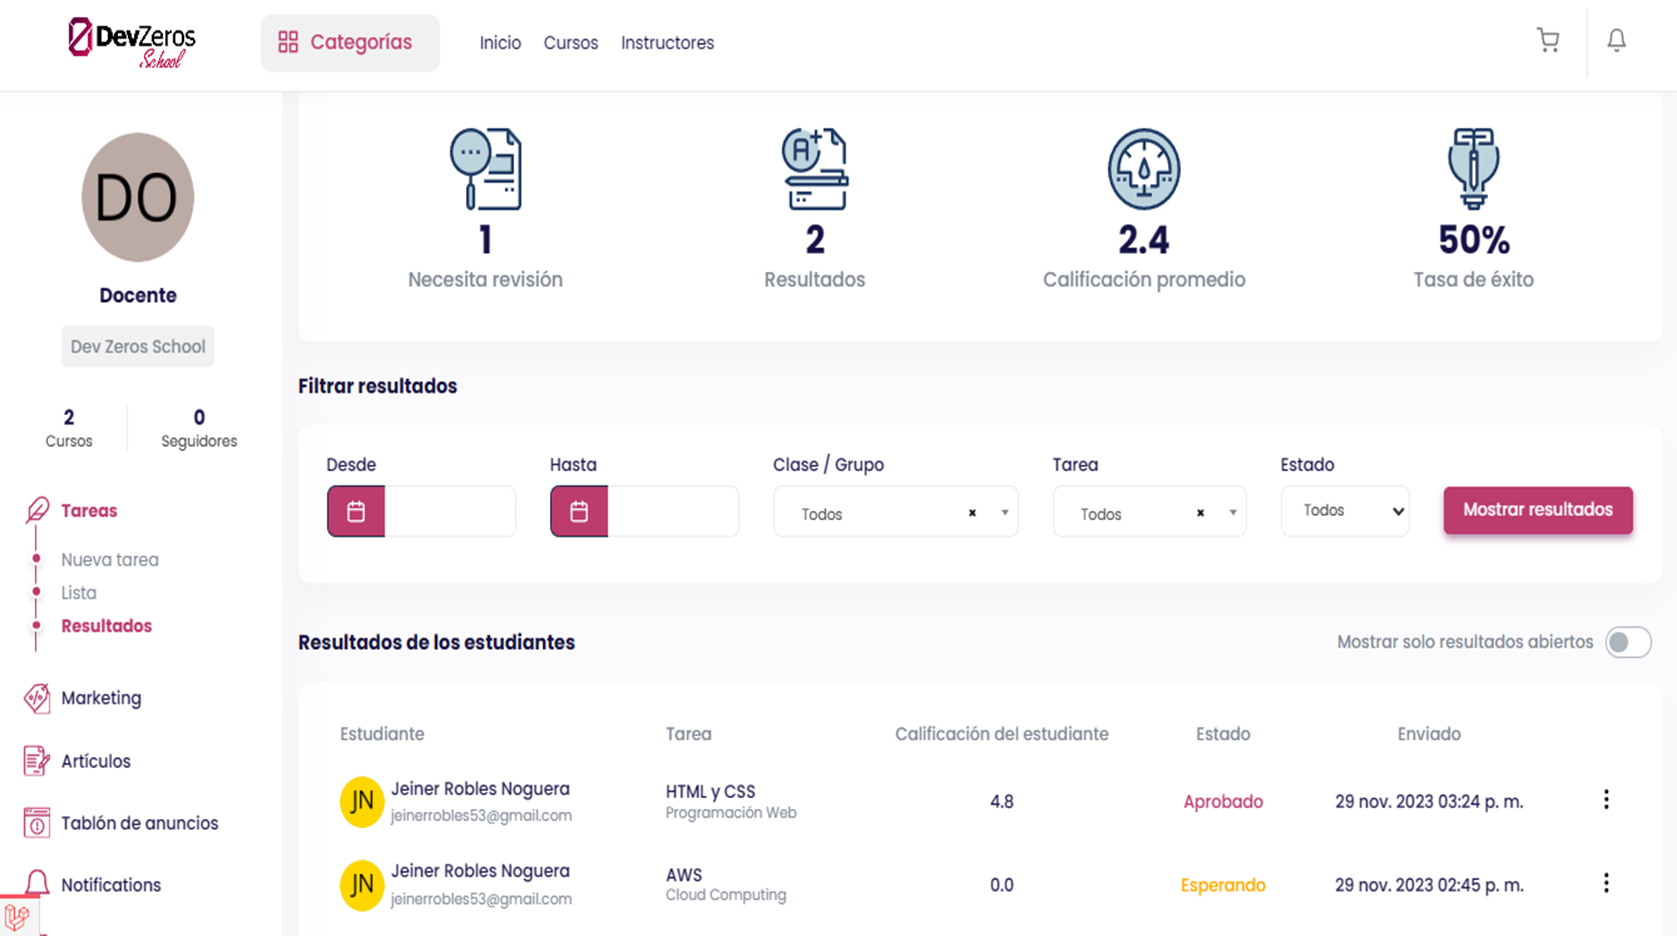 DevZeros
School
Categorías
Inicio
Cursos
Instructores
DO
Docente
Dev Zeros School
2
Cursos
0
Seguidores
Tareas
Nueva tarea
Lista
Resultados
Marketing
Artículos
Tablón de anuncios
Notifications
A+
1
Necesita revisión
2
Resultados
2.4
Calificación promedio
50%
Tasa de éxito
Filtrar resultados
Desde
Hasta
Clase / Grupo
Todos
×
Tarea
Todos
×
Estado
Todos
Mostrar resultados
Resultados de los estudiantes
Mostrar solo resultados abiertos
Estudiante
Tarea
Calificación del estudiante
Estado
Enviado
JN
Jeiner Robles Noguera
jeinerrobles53@gmail.com
HTML y CSS
Programación Web
4.8
Aprobado
29 nov. 2023 03:24 p. m.
JN
Jeiner Robles Noguera
jeinerrobles53@gmail.com
AWS
Cloud Computing
0.0
Esperando
29 nov. 2023 02:45 p. m.